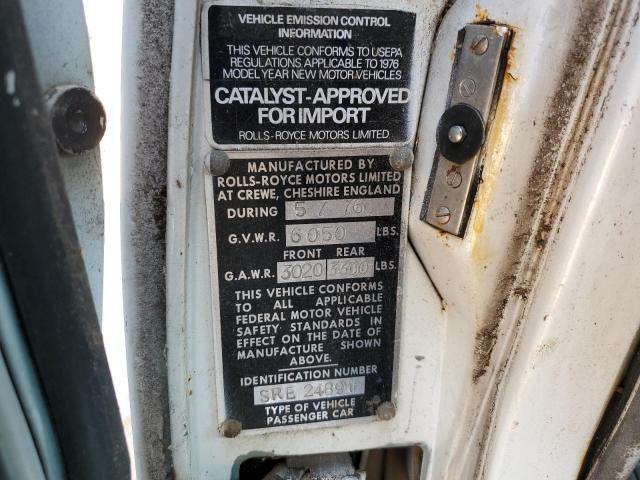 VEHICLE EMISSION CONTROL
INFORMATION
THIS VEHICLE CONFORMS TO USEPA
REGULATIONS APPLICABLE TO 1976
MODEL YEAR NEW MOTOR VEHICLES
CATALYST-APPROVED
FOR IMPORT
ROLLS-ROYCE MOTORS LIMITED
MANUFACTURED BY
ROLLS-ROYCE MOTORS LIMITED
AT CREWE, CHESHIRE ENGLAND
DURING 5 / 76
G.V.W.R. 6050 LBS.
FRONT REAR
G.A.W.R. 3020 3300 LBS.
THIS VEHICLE CONFORMS
TO ALL APPLICABLE
FEDERAL MOTOR VEHICLE
SAFETY STANDARDS IN
EFFECT ON THE DATE OF
MANUFACTURE SHOWN
ABOVE.
IDENTIFICATION NUMBER
SRE
TYPE OF VEHICLE
PASSENGER CAR